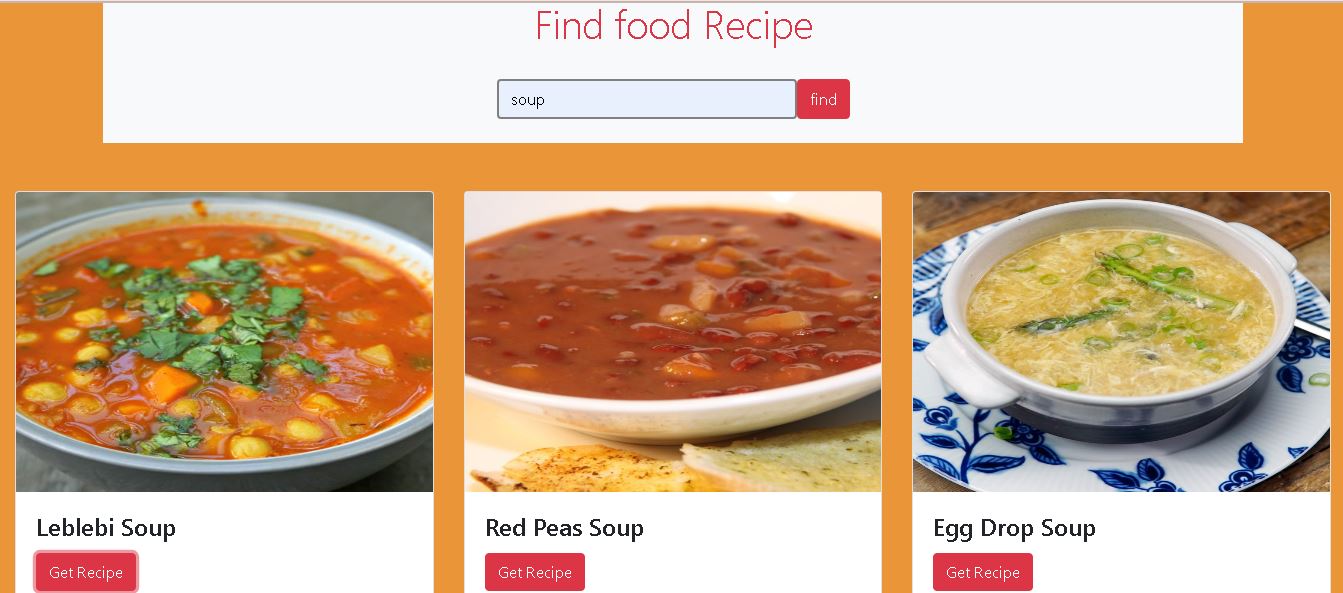 Find food Recipe
soup
find
Leblebi Soup
Red Peas Soup
Egg Drop Soup
Get Recipe
Get Recipe
Get Recipe